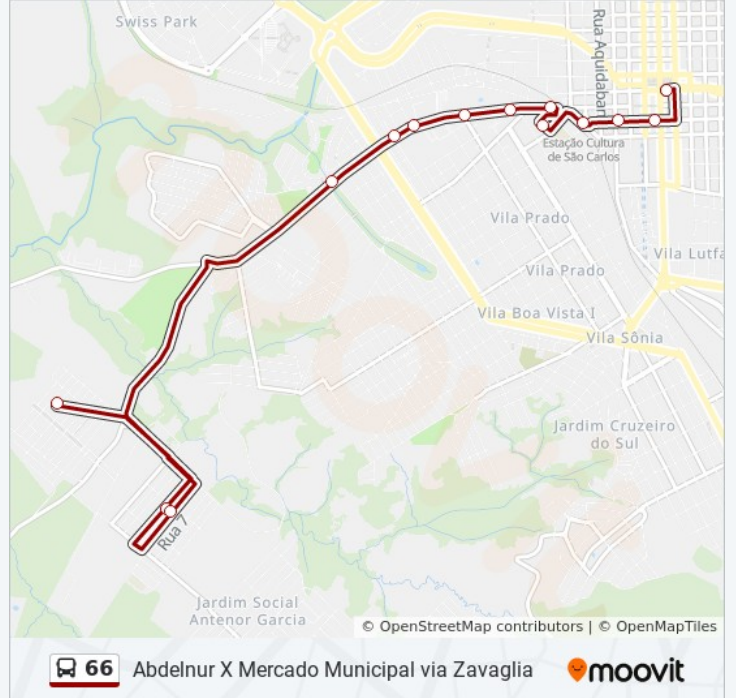 Swiss Park
Rua Aquidaban
Estação Cultura
de São Carlos
Vila Prado
Vila Lutfa
Vila Prado
Vila Boa Vista I
Vila Sônia
Jardim Cruzeiro
do Sul
Rua 7
Jardim Social
Antenor Garcia
© OpenStreetMap contributors | © OpenMapTiles
66 Abdelnur X Mercado Municipal via Zavaglia moovit